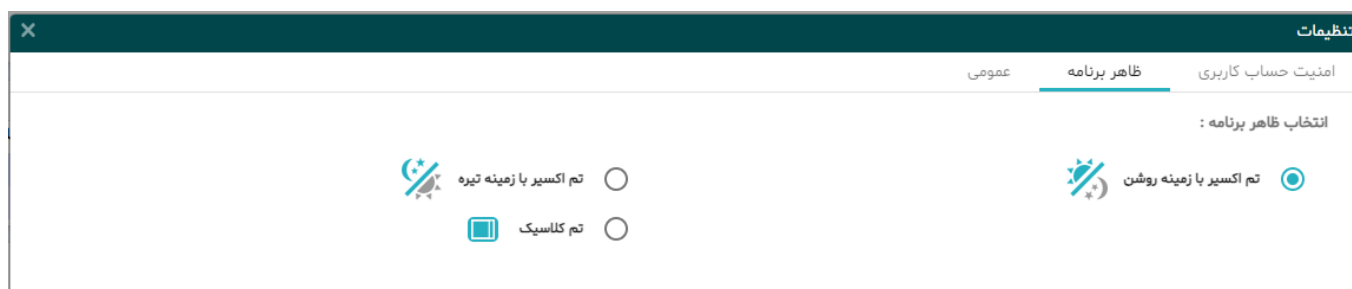 تنظیمات
امنیت حساب کاربری ظاهر برنامه عمومی
انتخاب ظاهر برنامه :
تم اکسیر با زمینه روشن تم اکسیر با زمینه تیره
تم کلاسیک